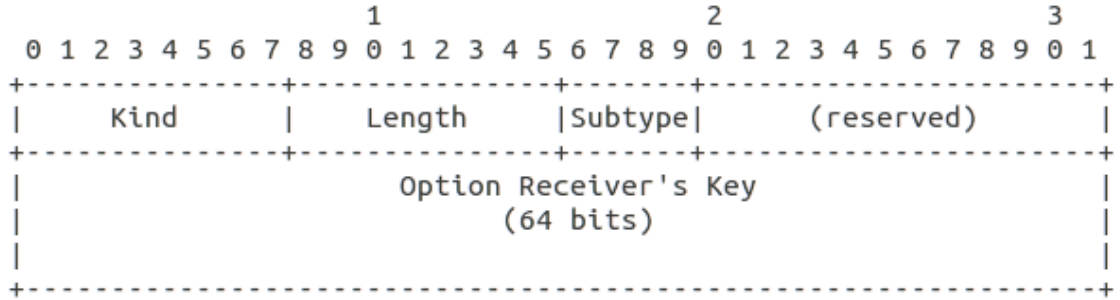 1                   2                   3
 0 1 2 3 4 5 6 7 8 9 0 1 2 3 4 5 6 7 8 9 0 1 2 3 4 5 6 7 8 9 0 1
+---------------+---------------+-------+-----------------------+
|     Kind      |    Length     |Subtype|      (reserved)       |
+---------------+---------------+-------+-----------------------+
|                      Option Receiver's Key                    |
|                            (64 bits)                          |
|                                                               |
+---------------------------------------------------------------+